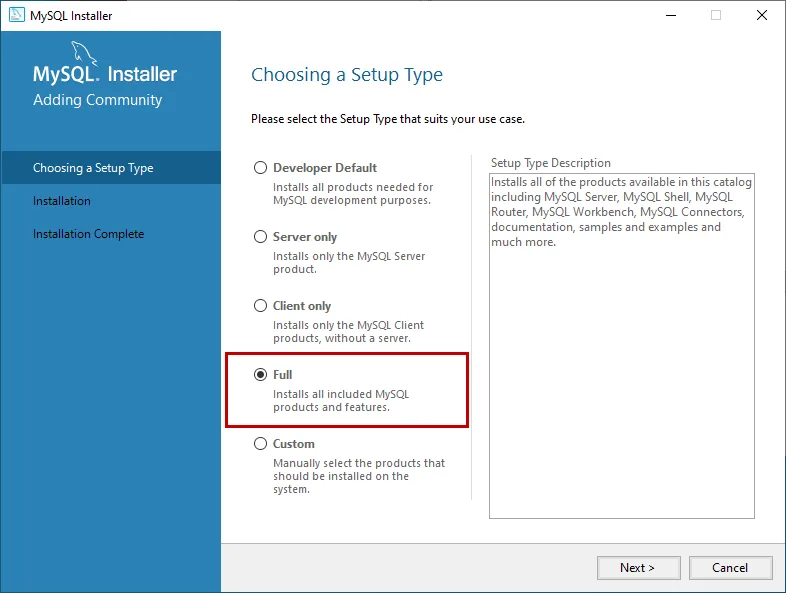 MySQL Installer
MySQL. Installer
Adding Community
Choosing a Setup Type
Installation
Installation Complete
Choosing a Setup Type
Please select the Setup Type that suits your use case.
Developer Default
Installs all products needed for
MySQL development purposes.
Server only
Installs only the MySQL Server
product.
Client only
Installs only the MySQL Client
products, without a server.
Full
Installs all included MySQL
products and features.
Custom
Manually select the products that
should be installed on the
system.
Setup Type Description
Installs all of the products available in this catalog
including MySQL Server, MySQL Shell, MySQL
Router, MySQL Workbench, MySQL Connectors,
documentation, samples and examples and
much more.
Next >
Cancel